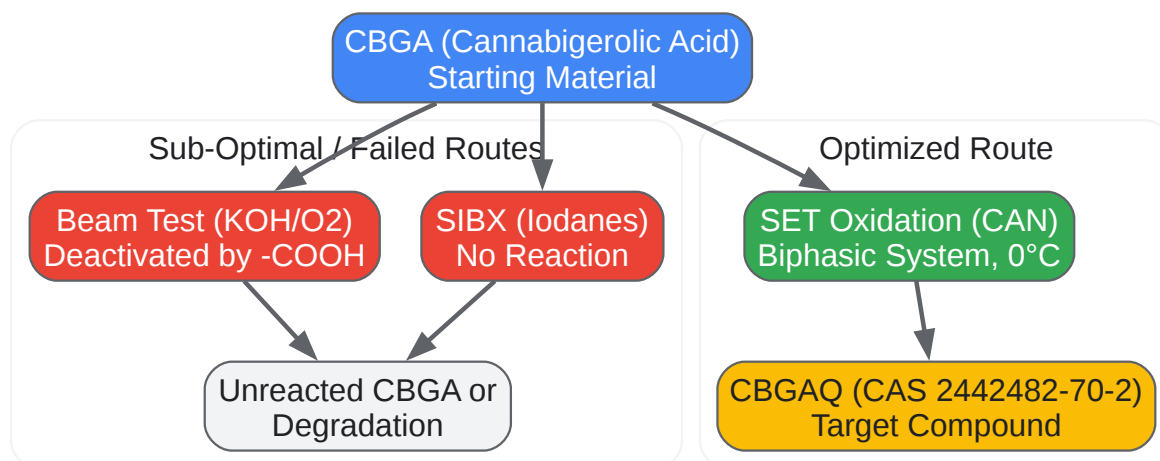 CBGA (Cannabigerolic Acid)
Starting Material
Sub-Optimal / Failed Routes
Optimized Route
Beam Test (KOH/O2)
Deactivated by -COOH
SIBX (Iodanes)
No Reaction
SET Oxidation (CAN)
Biphasic System, 0°C
Unreacted CBGA or
Degradation
CBGAQ (CAS 2442482-70-2)
Target Compound